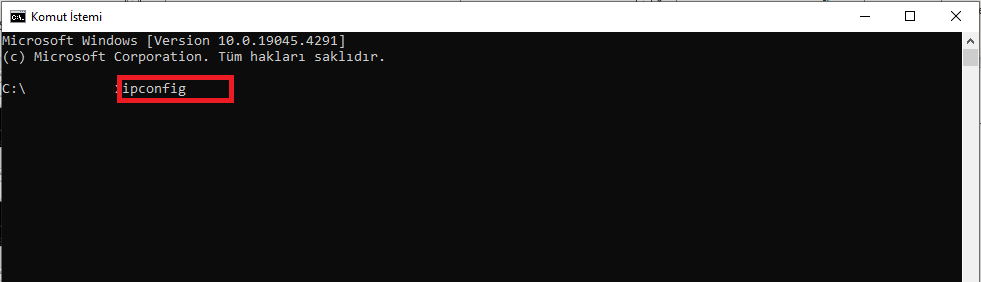 Komut İstemi
Microsoft Windows [Version 10.0.19045.4291]
(c) Microsoft Corporation. Tüm hakları saklıdır.
C:\ ipconfig